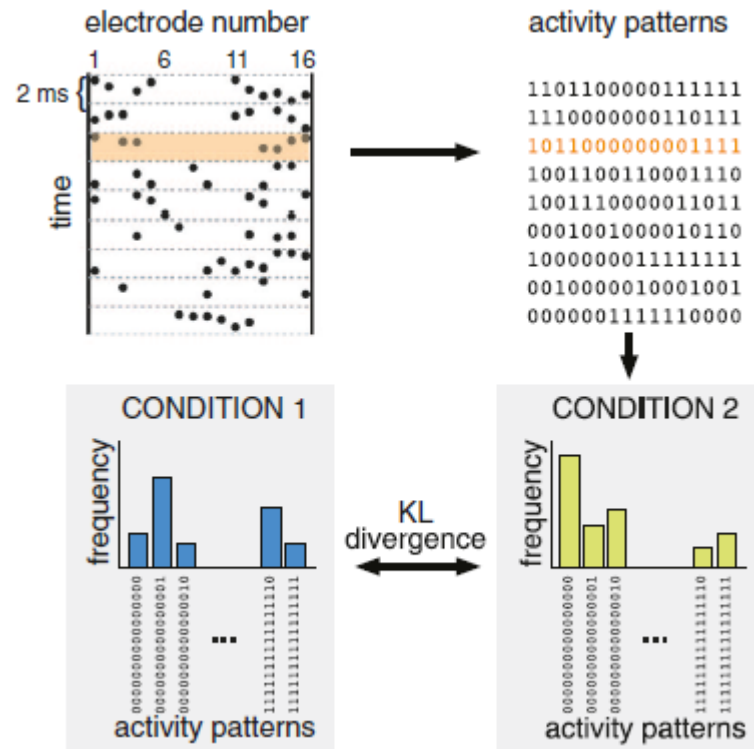 electrode number
1 6 11 16
2 ms
time
activity patterns
1101100000111111
1110000000110111
1011000000001111
1001100110001110
1001110000011011
0001001000010110
1000000011111111
0010000010001001
0000001111110000
CONDITION 1
frequency
0000000000000000
0000000000000001
0000000000000010
...
1111111111111110
1111111111111111
activity patterns
KL
divergence
CONDITION 2
frequency
0000000000000000
0000000000000001
0000000000000010
...
1111111111111110
1111111111111111
activity patterns